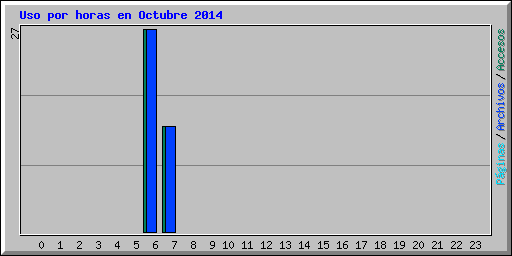 Uso por horas en Octubre 2014
27
Páginas/Archivos/Accesos
0 1 2 3 4 5 6 7 8 9 10 11 12 13 14 15 16 17 18 19 20 21 22 23